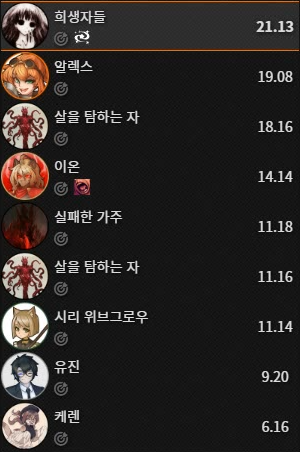 희생자들
21.13
알렉스
19.08
살을 탐하는 자
18.16
이온
14.14
실패한 가주
11.18
살을 탐하는 자
11.16
시리 위브그로우
11.14
유진
9.20
케렌
6.16